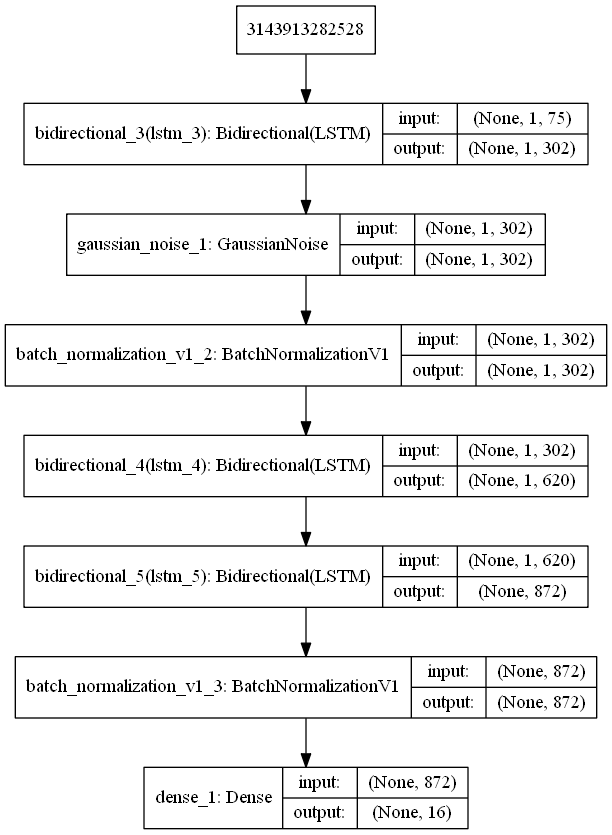 3143913282528
bidirectional_3(lstm_3): Bidirectional(LSTM)
input: (None, 1, 75)
output: (None, 1, 302)
gaussian_noise_1: GaussianNoise
input: (None, 1, 302)
output: (None, 1, 302)
batch_normalization_v1_2: BatchNormalizationV1
input: (None, 1, 302)
output: (None, 1, 302)
bidirectional_4(lstm_4): Bidirectional(LSTM)
input: (None, 1, 302)
output: (None, 1, 620)
bidirectional_5(lstm_5): Bidirectional(LSTM)
input: (None, 1, 620)
output: (None, 872)
batch_normalization_v1_3: BatchNormalizationV1
input: (None, 872)
output: (None, 872)
dense_1: Dense
input: (None, 872)
output: (None, 16)